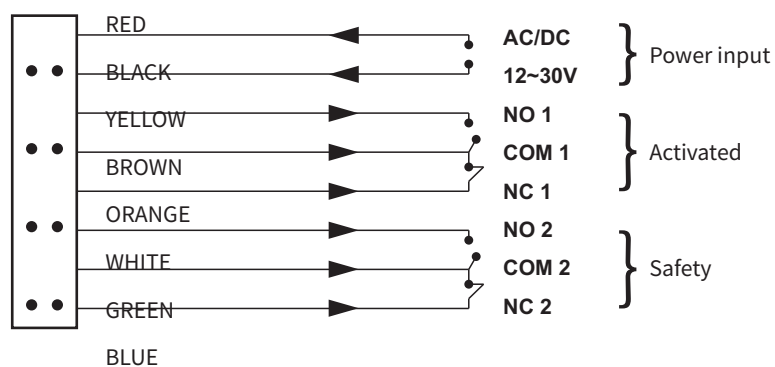 RED
AC/DC
Power input
BLACK
12~30V
YELLOW
NO 1
COM 1
Activated
BROWN
NC 1
ORANGE
NO 2
WHITE
COM 2
Safety
GREEN
NC 2
BLUE